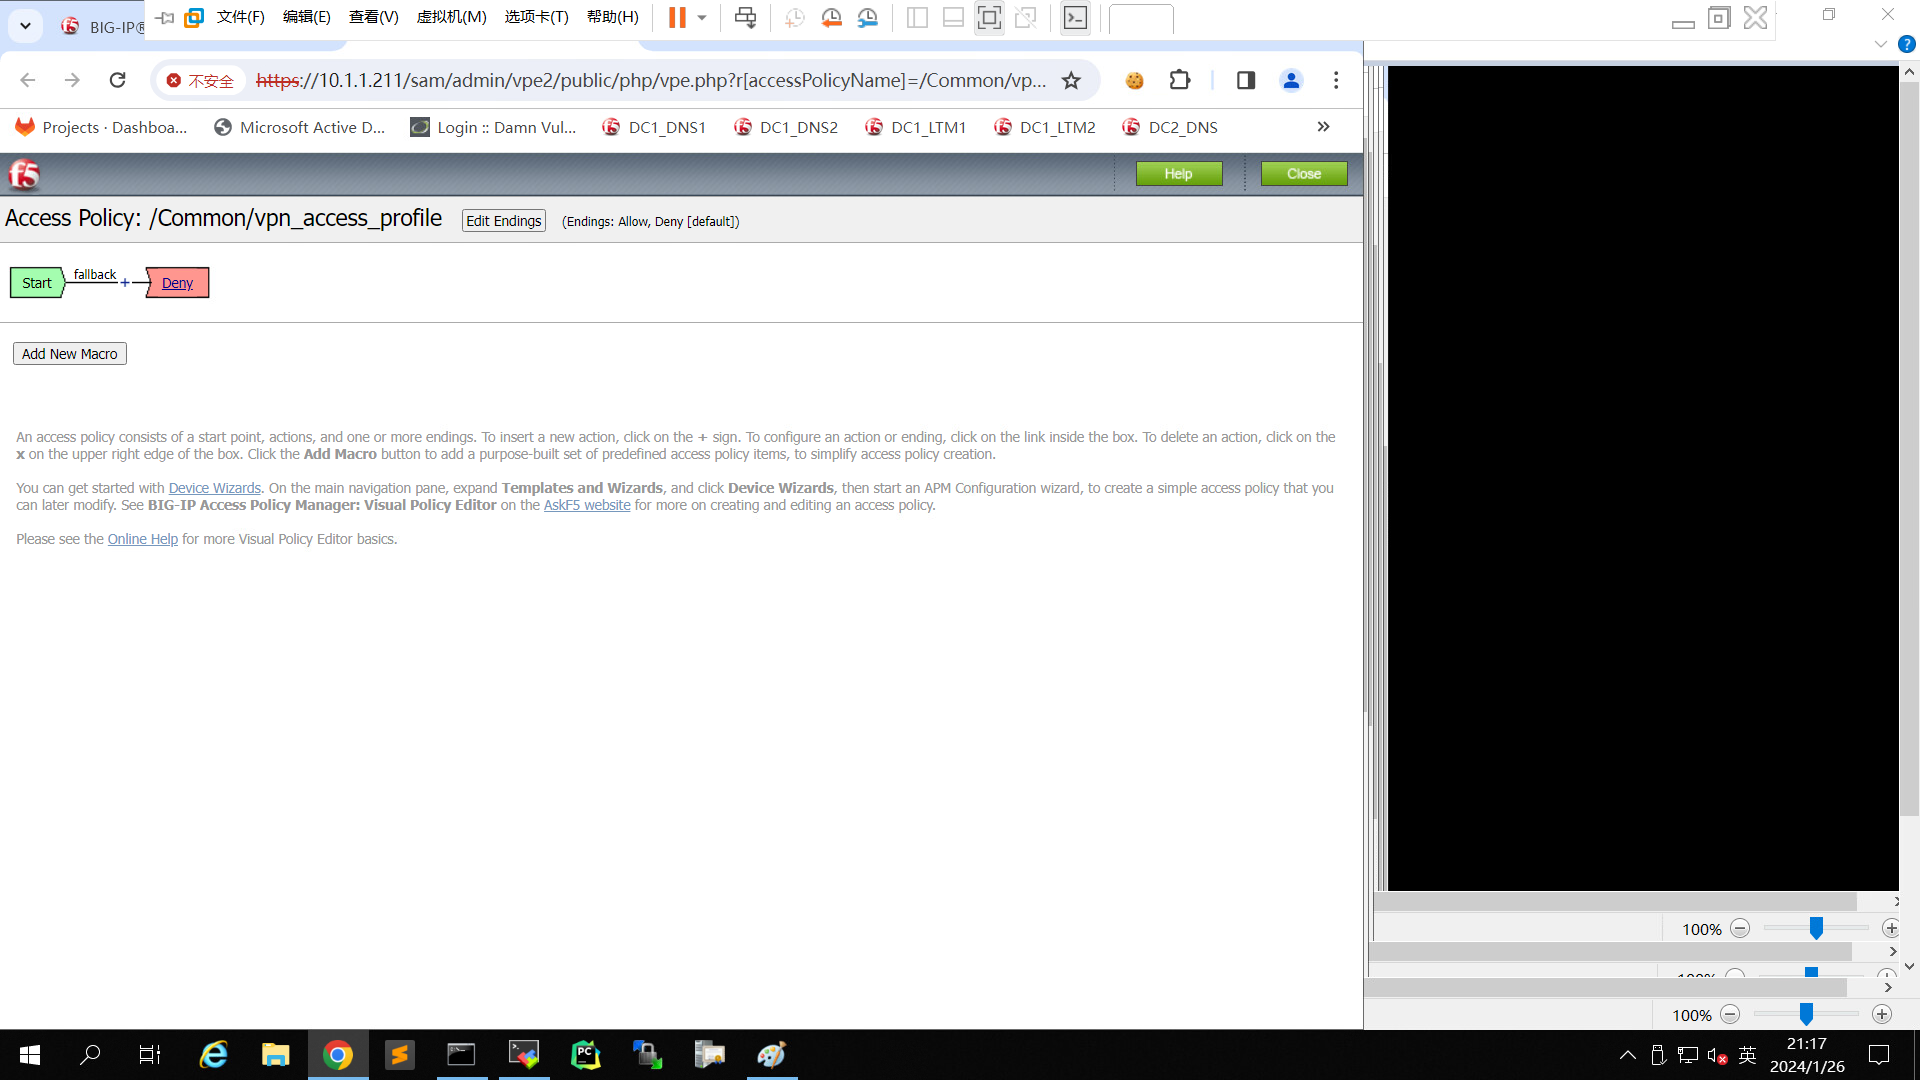 BIG-IP®
文件(F) 编辑(E) 查看(V) 虚拟机(M) 选项卡(T) 帮助(H)
不安全 https://10.1.1.211/sam/admin/vpe2/public/php/vpe.php?r[accessPolicyName]=/Common/vp...
Projects · Dashboa... Microsoft Active D... Login :: Damn Vul... DC1_DNS1 DC1_DNS2 DC1_LTM1 DC1_LTM2 DC2_DNS
f5 Help Close
Access Policy: /Common/vpn_access_profile Edit Endings (Endings: Allow, Deny [default])
Start fallback + Deny
Add New Macro
An access policy consists of a start point, actions, and one or more endings. To insert a new action, click on the + sign. To configure an action or ending, click on the link inside the box. To delete an action, click on the
x on the upper right edge of the box. Click the Add Macro button to add a purpose-built set of predefined access policy items, to simplify access policy creation.
You can get started with Device Wizards. On the main navigation pane, expand Templates and Wizards, and click Device Wizards, then start an APM Configuration wizard, to create a simple access policy that you
can later modify. See BIG-IP Access Policy Manager: Visual Policy Editor on the AskF5 website for more on creating and editing an access policy.
Please see the Online Help for more Visual Policy Editor basics.
100%
100%
100%
英
21:17
2024/1/26